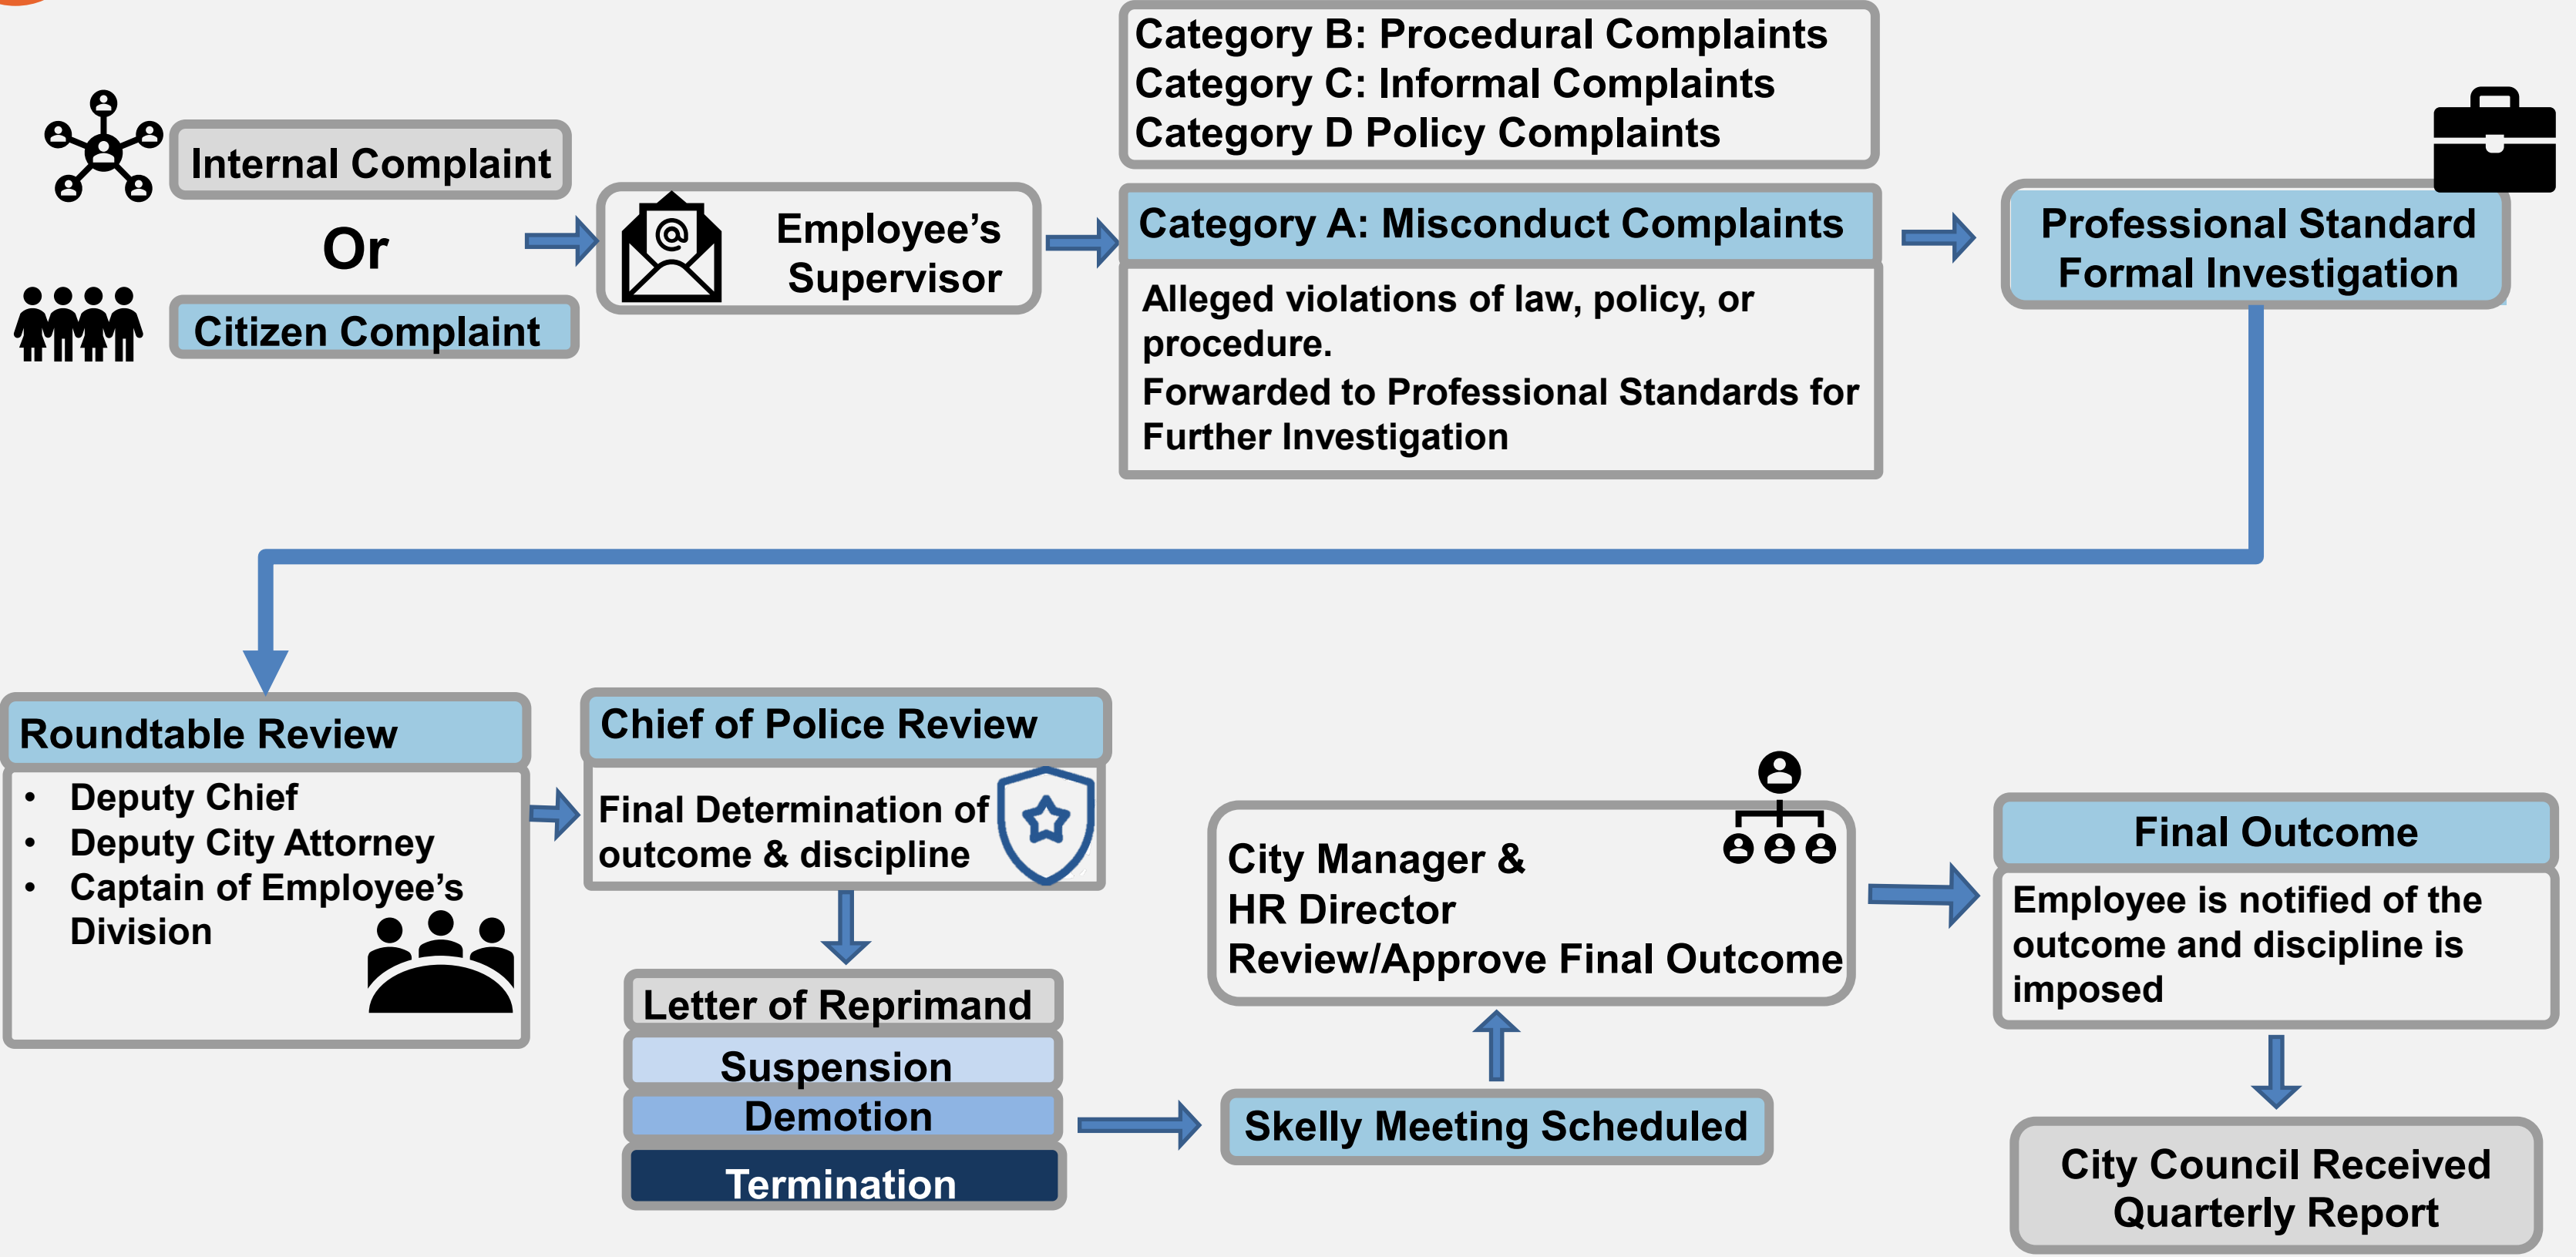 Category B: Procedural Complaints
Category C: Informal Complaints
Category D Policy Complaints
Internal Complaint
Or
Citizen Complaint
@
Employee’s
Supervisor
Category A: Misconduct Complaints
Alleged violations of law, policy, or
procedure.
Forwarded to Professional Standards for
Further Investigation
Professional Standard
Formal Investigation
Roundtable Review
• Deputy Chief
• Deputy City Attorney
• Captain of Employee’s
Division
Chief of Police Review
Final Determination of
outcome & discipline
Letter of Reprimand
Suspension
Demotion
Termination
Skelly Meeting Scheduled
City Manager &
HR Director
Review/Approve Final Outcome
Final Outcome
Employee is notified of the
outcome and discipline is
imposed
City Council Received
Quarterly Report